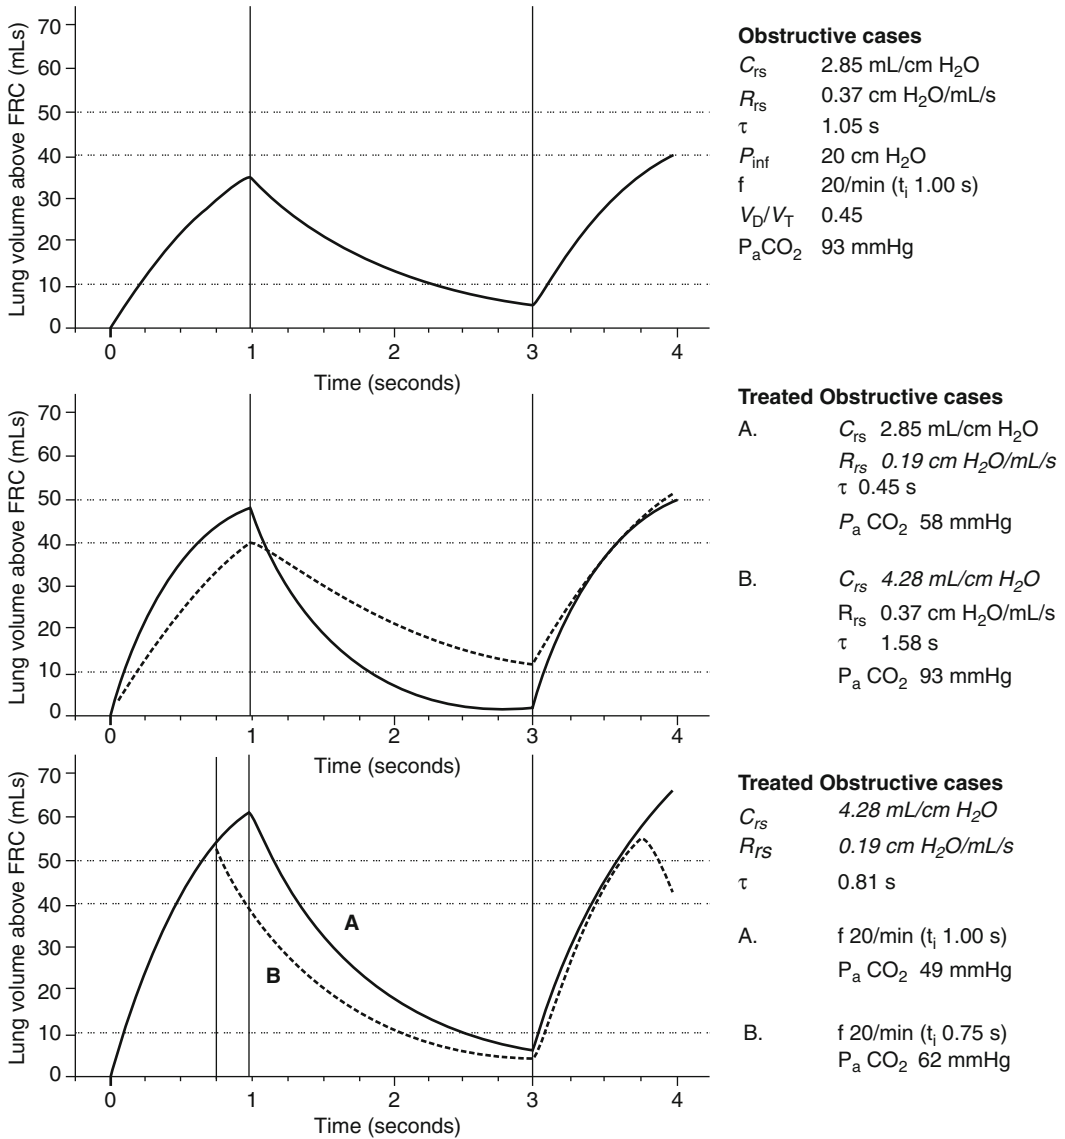 Lung volume above FRC (mLs)
70
60
50
40
30
20
10
0
0 1 2 3 4
Time (seconds)
Obstructive cases
Crs 2.85 mL/cm H2O
Rrs 0.37 cm H2O/mL/s
τ 1.05 s
Pinf 20 cm H2O
f 20/min (ti 1.00 s)
VD/VT 0.45
PaCO2 93 mmHg
Lung volume above FRC (mLs)
70
60
50
40
30
20
10
0
0 1 2 3 4
Time (seconds)
Treated Obstructive cases
A. Crs 2.85 mL/cm H2O
Rrs 0.19 cm H2O/mL/s
τ 0.45 s
Pa CO2 58 mmHg
B. Crs 4.28 mL/cm H2O
Rrs 0.37 cm H2O/mL/s
τ 1.58 s
Pa CO2 93 mmHg
Lung volume above FRC (mLs)
70
60
50
40
30
20
10
0
A
B
0 1 2 3 4
Time (seconds)
Treated Obstructive cases
Crs 4.28 mL/cm H2O
Rrs 0.19 cm H2O/mL/s
τ 0.81 s
A. f 20/min (ti 1.00 s)
Pa CO2 49 mmHg
B. f 20/min (ti 0.75 s)
Pa CO2 62 mmHg